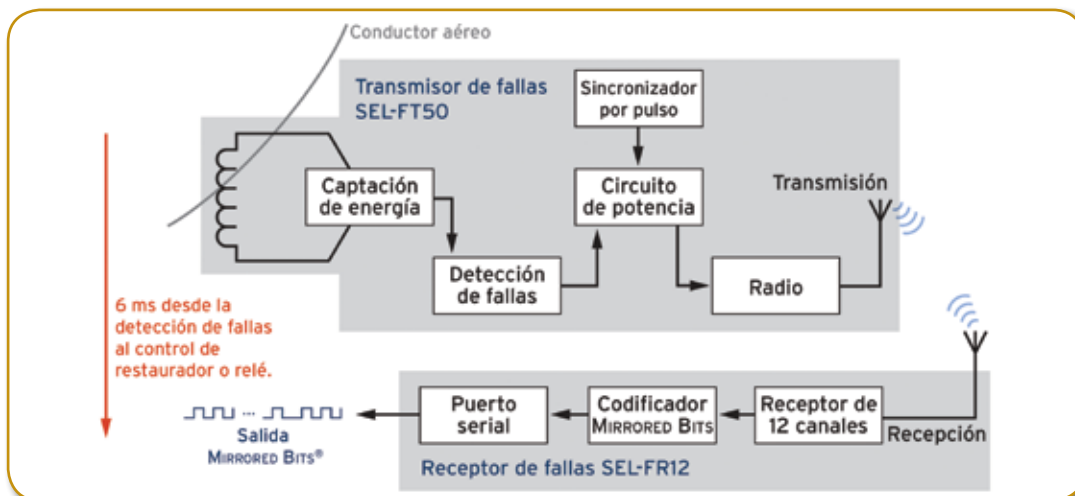 Conductor aéreo
Transmisor de fallas
SEL-FT50
Sincronizador
por pulso
Captación
de energía
Circuito
de potencia
Transmisión
Detección
de fallas
Radio
6 ms desde la
detección de fallas
al control de
restaurador o relé.
Salida
MIRRORED BITS®
Puerto
serial
Codificador
MIRRORED BITS
Receptor de
12 canales
Recepción
Receptor de fallas SEL-FR12